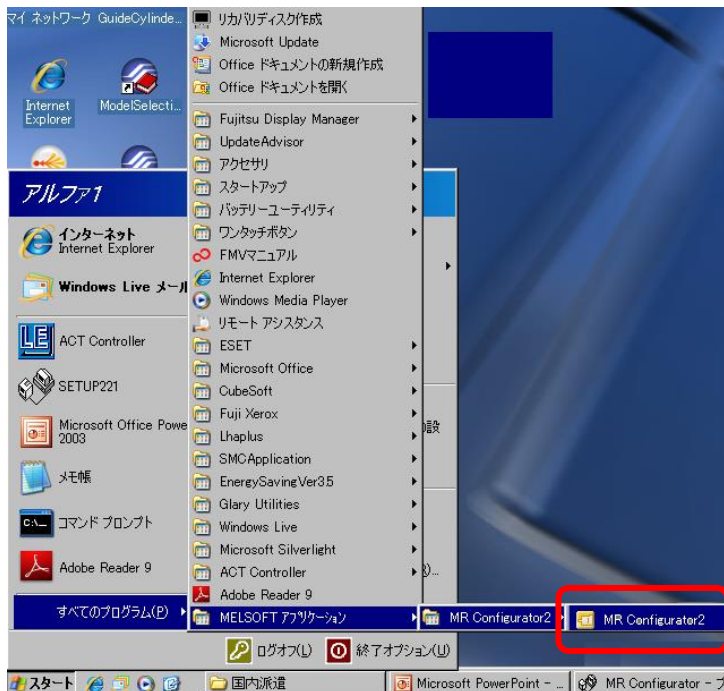 マイ ネットワーク GuideCylinde...
Internet Explorer
ModelSelecti...
リカバリディスク作成
Microsoft Update
Office ドキュメントの新規作成
Office ドキュメントを開く
Fujitsu Display Manager
UpdateAdvisor
アクセサリ
スタートアップ
バッテリーユーティリティ
ワンタッチボタン
FMVマニュアル
Internet Explorer
Windows Media Player
リモート アシスタンス
ESET
Microsoft Office
CubeSoft
Fuji Xerox
Lhaplus
SMCApplication
EnergySavingVer3.5
Glary Utilities
Windows Live
Microsoft Silverlight
ACT Controller
Adobe Reader 9
MELSOFT アプリケーション
MR Configurator2
MR Configurator2
アルファ1
インターネット
Internet Explorer
Windows Live メール
ACT Controller
SETUP221
Microsoft Office Powe
2003
メモ帳
コマンド プロンプト
Adobe Reader 9
すべてのプログラム(P)
ログオフ(L)
終了オプション(U)
スタート
国内派遣
Microsoft PowerPoint - ...
MR Configurator - プ